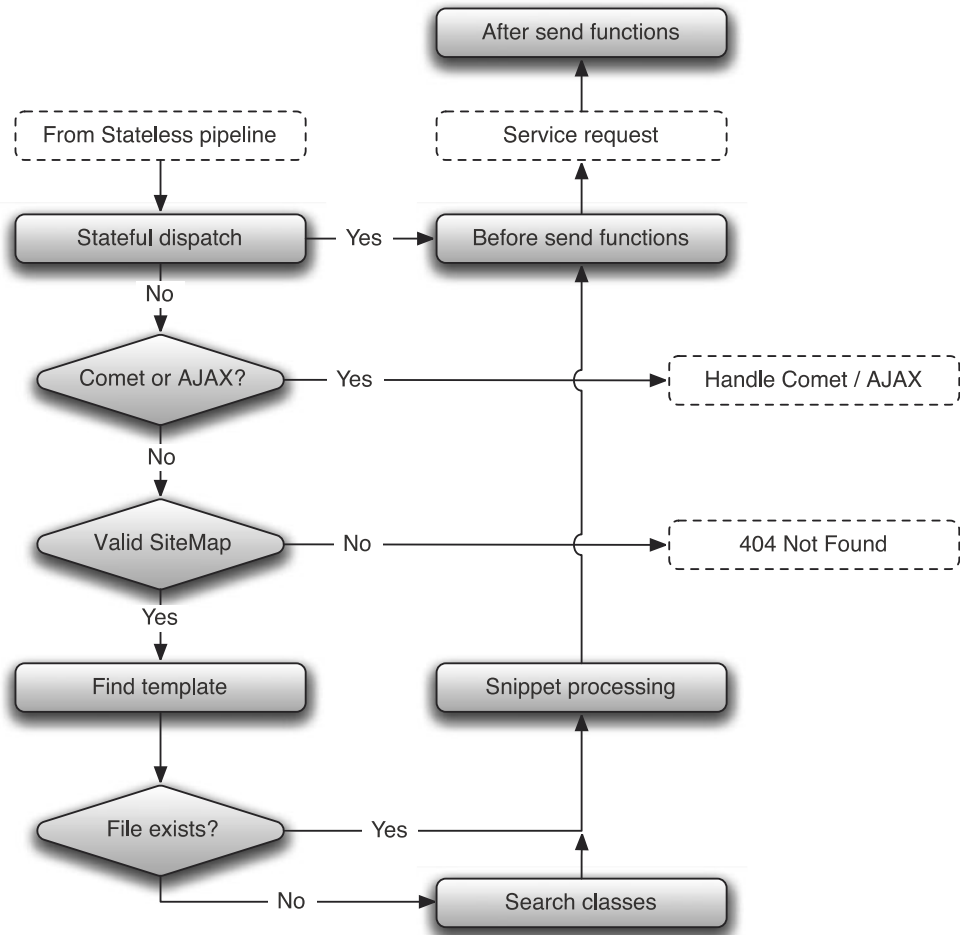 After send functions
From Stateless pipeline
Service request
Stateful dispatch
Yes
Before send functions
No
Comet or AJAX?
Yes
Handle Comet / AJAX
No
Valid SiteMap
No
404 Not Found
Yes
Find template
Snippet processing
File exists?
Yes
No
Search classes